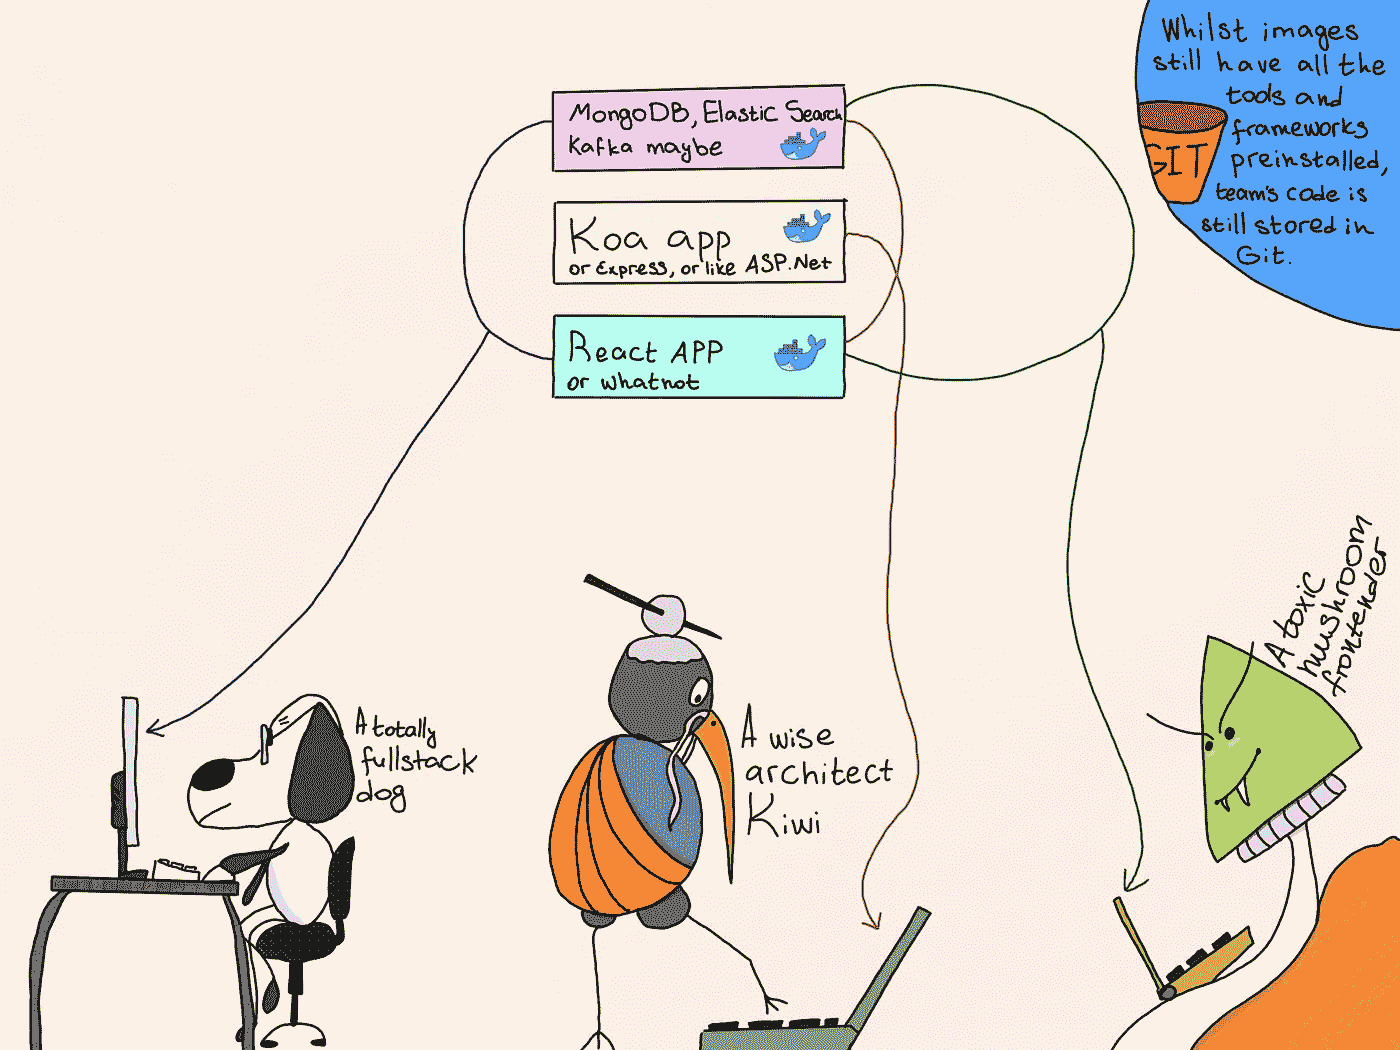 Whilst images
still have all the
tools and
frameworks
preinstalled,
team's code is
still stored in
Git.
GIT
MongoDB, Elastic Search
Kafka maybe
Koa app
or Express, or like ASP.Net
React APP
or whatnot
A totally
fullstack
dog
A wise
architect
Kiwi
A toxic
mushroom
frontender